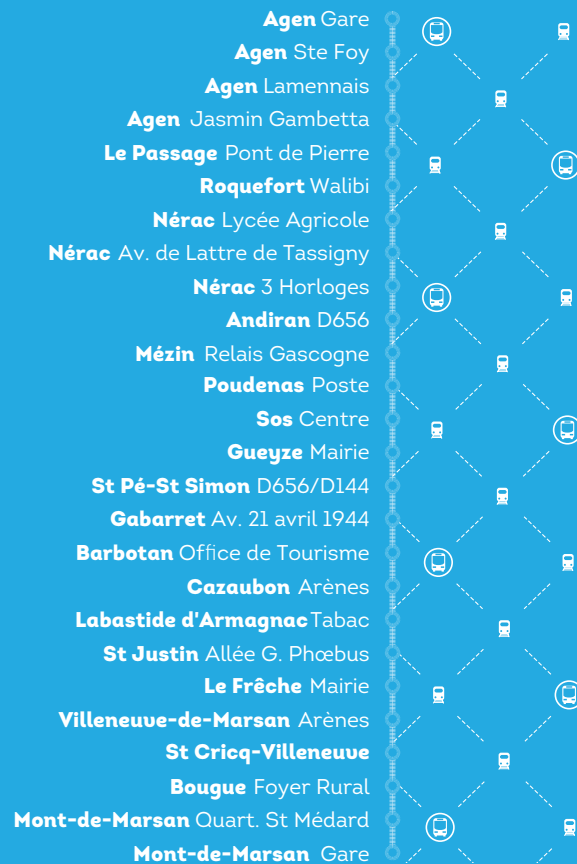 Agen Gare
Agen Ste Foy
Agen Lamennais
Agen Jasmin Gambetta
Le Passage Pont de Pierre
Roquefort Walibi
Nérac Lycée Agricole
Nérac Av. de Lattre de Tassigny
Nérac 3 Horloges
Andiran D656
Mézin Relais Gascogne
Poudenas Poste
Sos Centre
Gueyze Mairie
St Pé-St Simon D656/D144
Gabarret Av. 21 avril 1944
Barbotan Office de Tourisme
Cazaubon Arènes
Labastide d'Armagnac Tabac
St Justin Allée G. Phœbus
Le Frêche Mairie
Villeneuve-de-Marsan Arènes
St Cricq-Villeneuve
Bougue Foyer Rural
Mont-de-Marsan Quart. St Médard
Mont-de-Marsan Gare